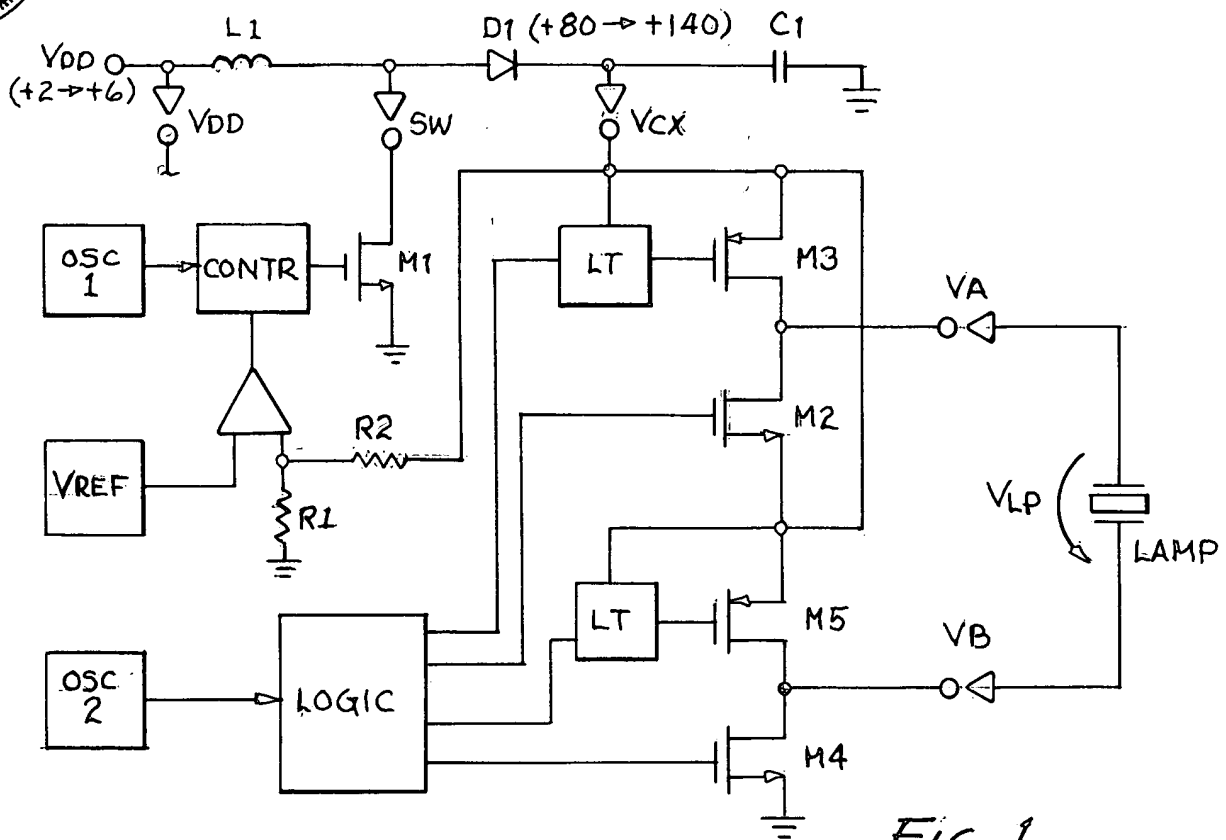 L1
D1 (+80→+140)
C1
VDD
(+2→+6)
VDD
SW
VCX
OSC
1
CONTR
M1
LT
M3
VA
M2
R2
VREF
R1
VLP
LAMP
LT
M5
VB
OSC
2
LOGIC
M4
Fig. 1